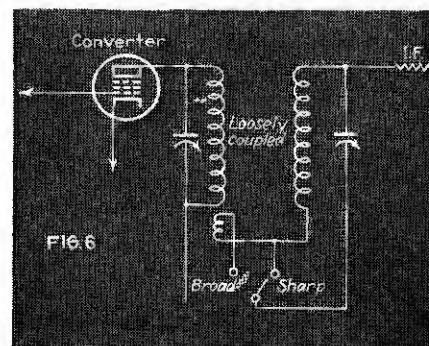 Converter
I.F.
Loosely
coupled
FIG.6
Broad
Sharp